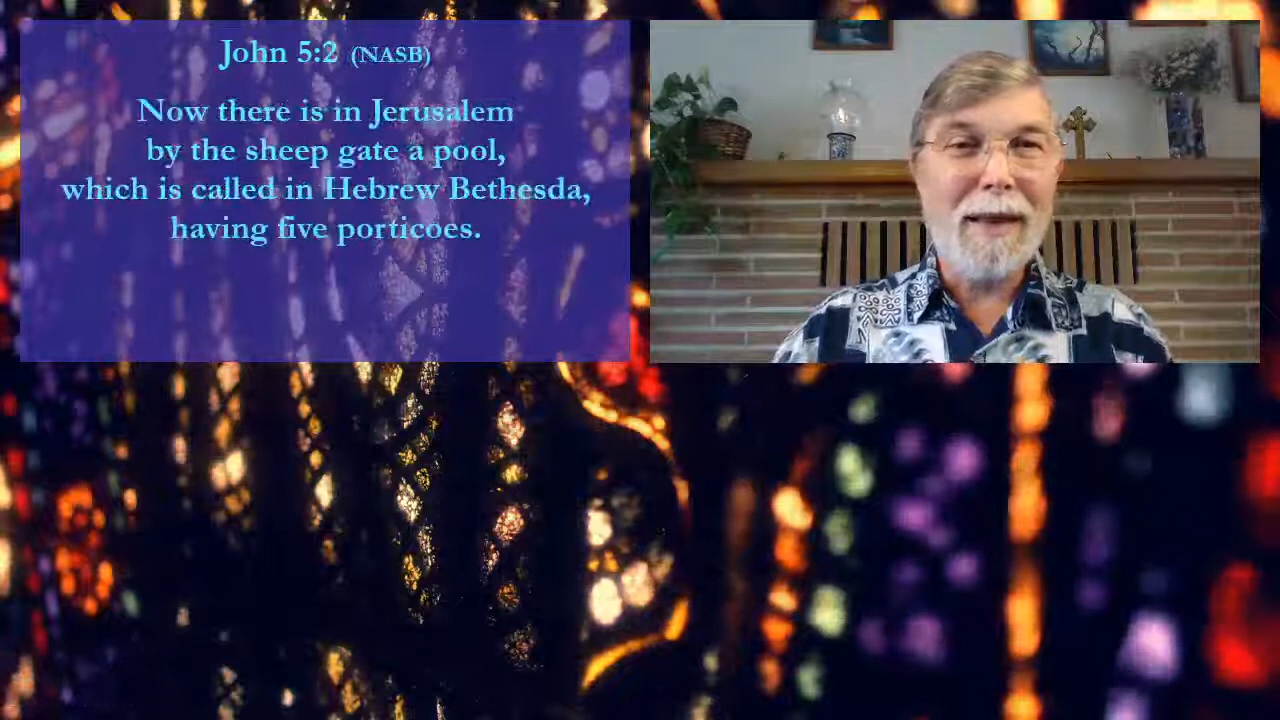 John 5:2 (NASB)
Now there is in Jerusalem
by the sheep gate a pool,
which is called in Hebrew Bethesda,
having five porticoes.